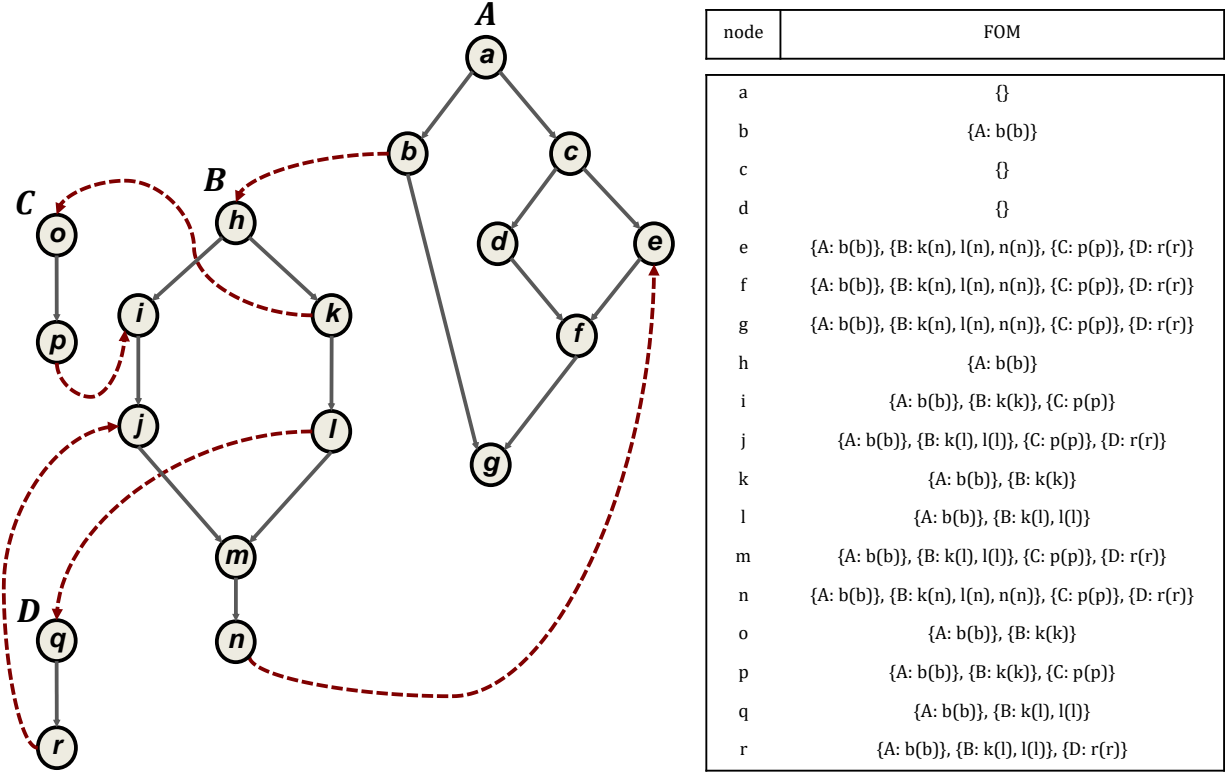 A
a
b
c
B
C
h
o
d
e
i
k
p
f
j
l
g
m
D
q
n
r
node FOM
a {}
b {A: b(b)}
c {}
d {}
e {A: b(b)}, {B: k(n), l(n), n(n)}, {C: p(p)}, {D: r(r)}
f {A: b(b)}, {B: k(n), l(n), n(n)}, {C: p(p)}, {D: r(r)}
g {A: b(b)}, {B: k(n), l(n), n(n)}, {C: p(p)}, {D: r(r)}
h {A: b(b)}
i {A: b(b)}, {B: k(k)}, {C: p(p)}
j {A: b(b)}, {B: k(l), l(l)}, {C: p(p)}, {D: r(r)}
k {A: b(b)}, {B: k(k)}
l {A: b(b)}, {B: k(l), l(l)}
m {A: b(b)}, {B: k(l), l(l)}, {C: p(p)}, {D: r(r)}
n {A: b(b)}, {B: k(n), l(n), n(n)}, {C: p(p)}, {D: r(r)}
o {A: b(b)}, {B: k(k)}
p {A: b(b)}, {B: k(k)}, {C: p(p)}
q {A: b(b)}, {B: k(l), l(l)}
r {A: b(b)}, {B: k(l), l(l)}, {D: r(r)}